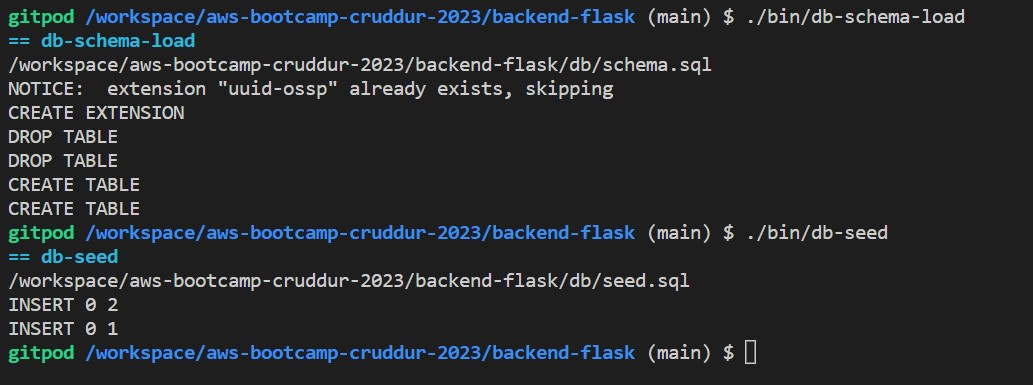 gitpod /workspace/aws-bootcamp-cruddur-2023/backend-flask (main) $ ./bin/db-schema-load
== db-schema-load
/workspace/aws-bootcamp-cruddur-2023/backend-flask/db/schema.sql
NOTICE:  extension "uuid-ossp" already exists, skipping
CREATE EXTENSION
DROP TABLE
DROP TABLE
CREATE TABLE
CREATE TABLE
gitpod /workspace/aws-bootcamp-cruddur-2023/backend-flask (main) $ ./bin/db-seed
== db-seed
/workspace/aws-bootcamp-cruddur-2023/backend-flask/db/seed.sql
INSERT 0 2
INSERT 0 1
gitpod /workspace/aws-bootcamp-cruddur-2023/backend-flask (main) $